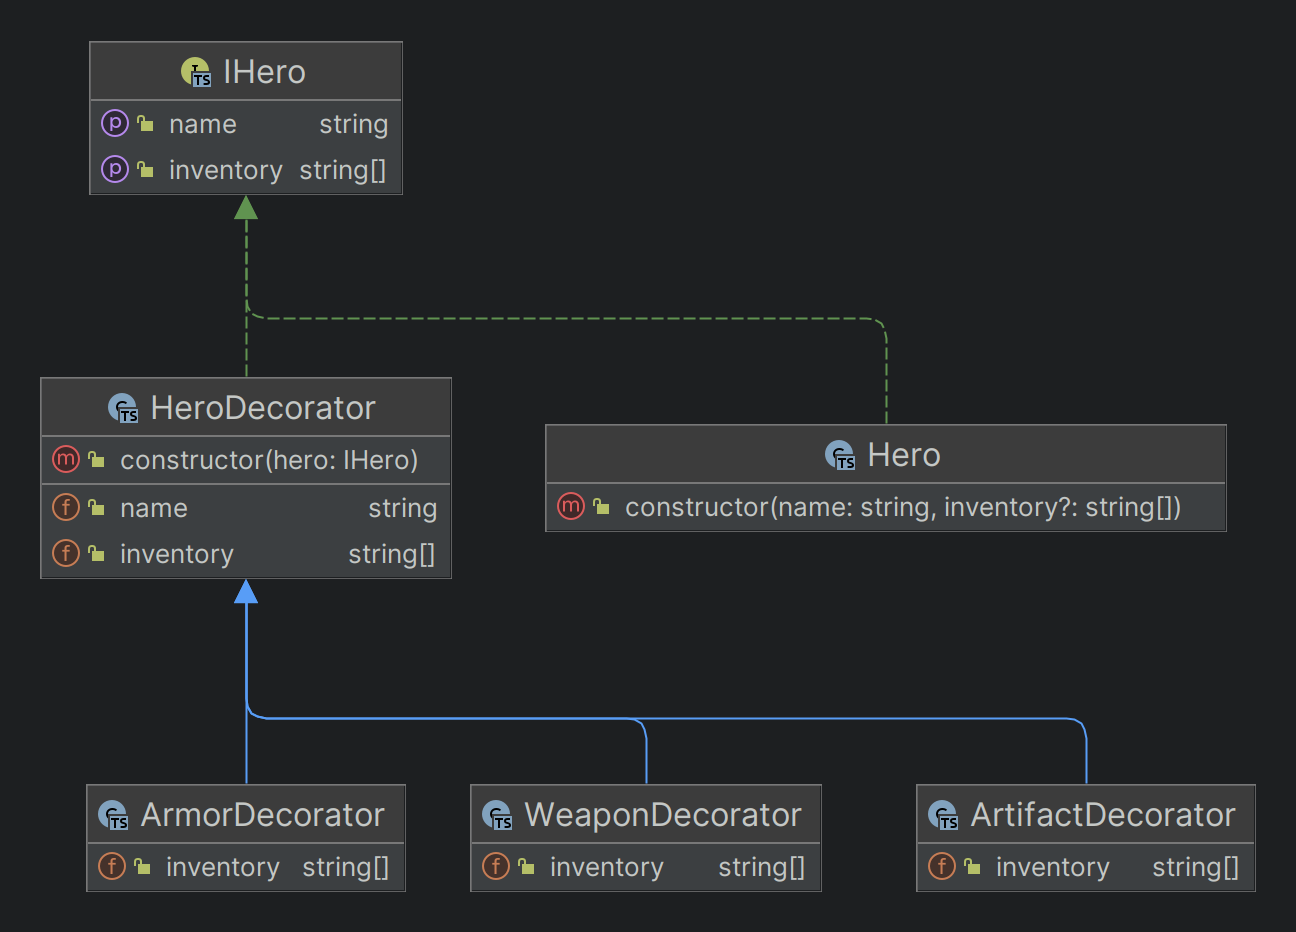 IHero
name string
inventory string[]
HeroDecorator
constructor(hero: IHero)
name string
inventory string[]
Hero
constructor(name: string, inventory?: string[])
ArmorDecorator
inventory string[]
WeaponDecorator
inventory string[]
ArtifactDecorator
inventory string[]